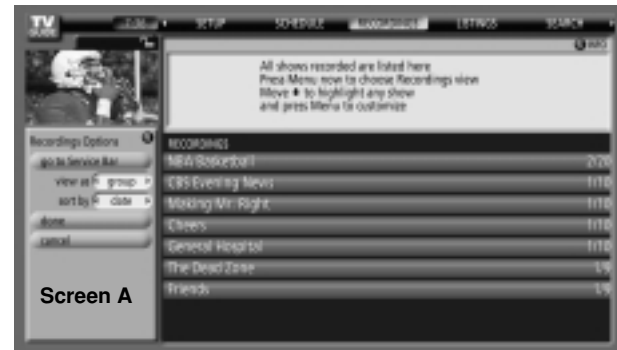 TV
GUIDE
SETUP SCHEDULE RECORDINGS LISTINGS SEARCH
INFO
All shows recorded are listed here
Press Menu now to choose Recordings view
Move to highlight any show
and press Menu to customize
Recordings Options
go to Service Bar
view as group
sort by date
done
cancel
Screen A
RECORDINGS
NBA Basketball 2/20
CBS Evening News 1/10
Making Mr. Right 1/10
Cheers 1/10
General Hospital 1/10
The Dead Zone 1/9
Friends 1/9